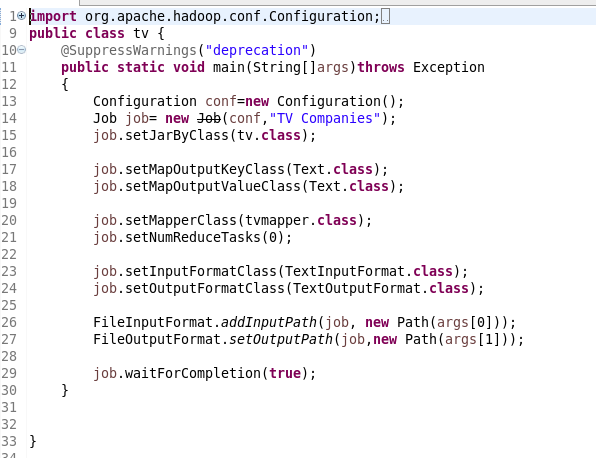 1 import org.apache.hadoop.conf.Configuration;
9 public class tv {
10 @SuppressWarnings("deprecation")
11 public static void main(String[]args)throws Exception
12 {
13 Configuration conf=new Configuration();
14 Job job= new Job(conf,"TV Companies");
15 job.setJarByClass(tv.class);
16
17 job.setMapOutputKeyClass(Text.class);
18 job.setMapOutputValueClass(Text.class);
19
20 job.setMapperClass(tvmapper.class);
21 job.setNumReduceTasks(0);
22
23 job.setInputFormatClass(TextInputFormat.class);
24 job.setOutputFormatClass(TextOutputFormat.class);
25
26 FileInputFormat.addInputPath(job, new Path(args[0]));
27 FileOutputFormat.setOutputPath(job,new Path(args[1]));
28
29 job.waitForCompletion(true);
30 }
31
32
33 }
34